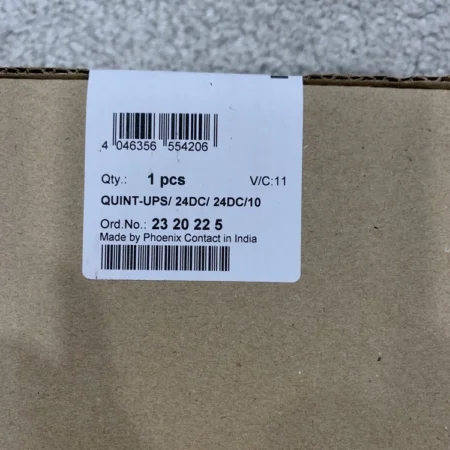 4 046356 554206
Qty.: 1 pcs V/C:11
QUINT-UPS/ 24DC/ 24DC/10
Ord.No.: 23 20 22 5
Made by Phoenix Contact in India